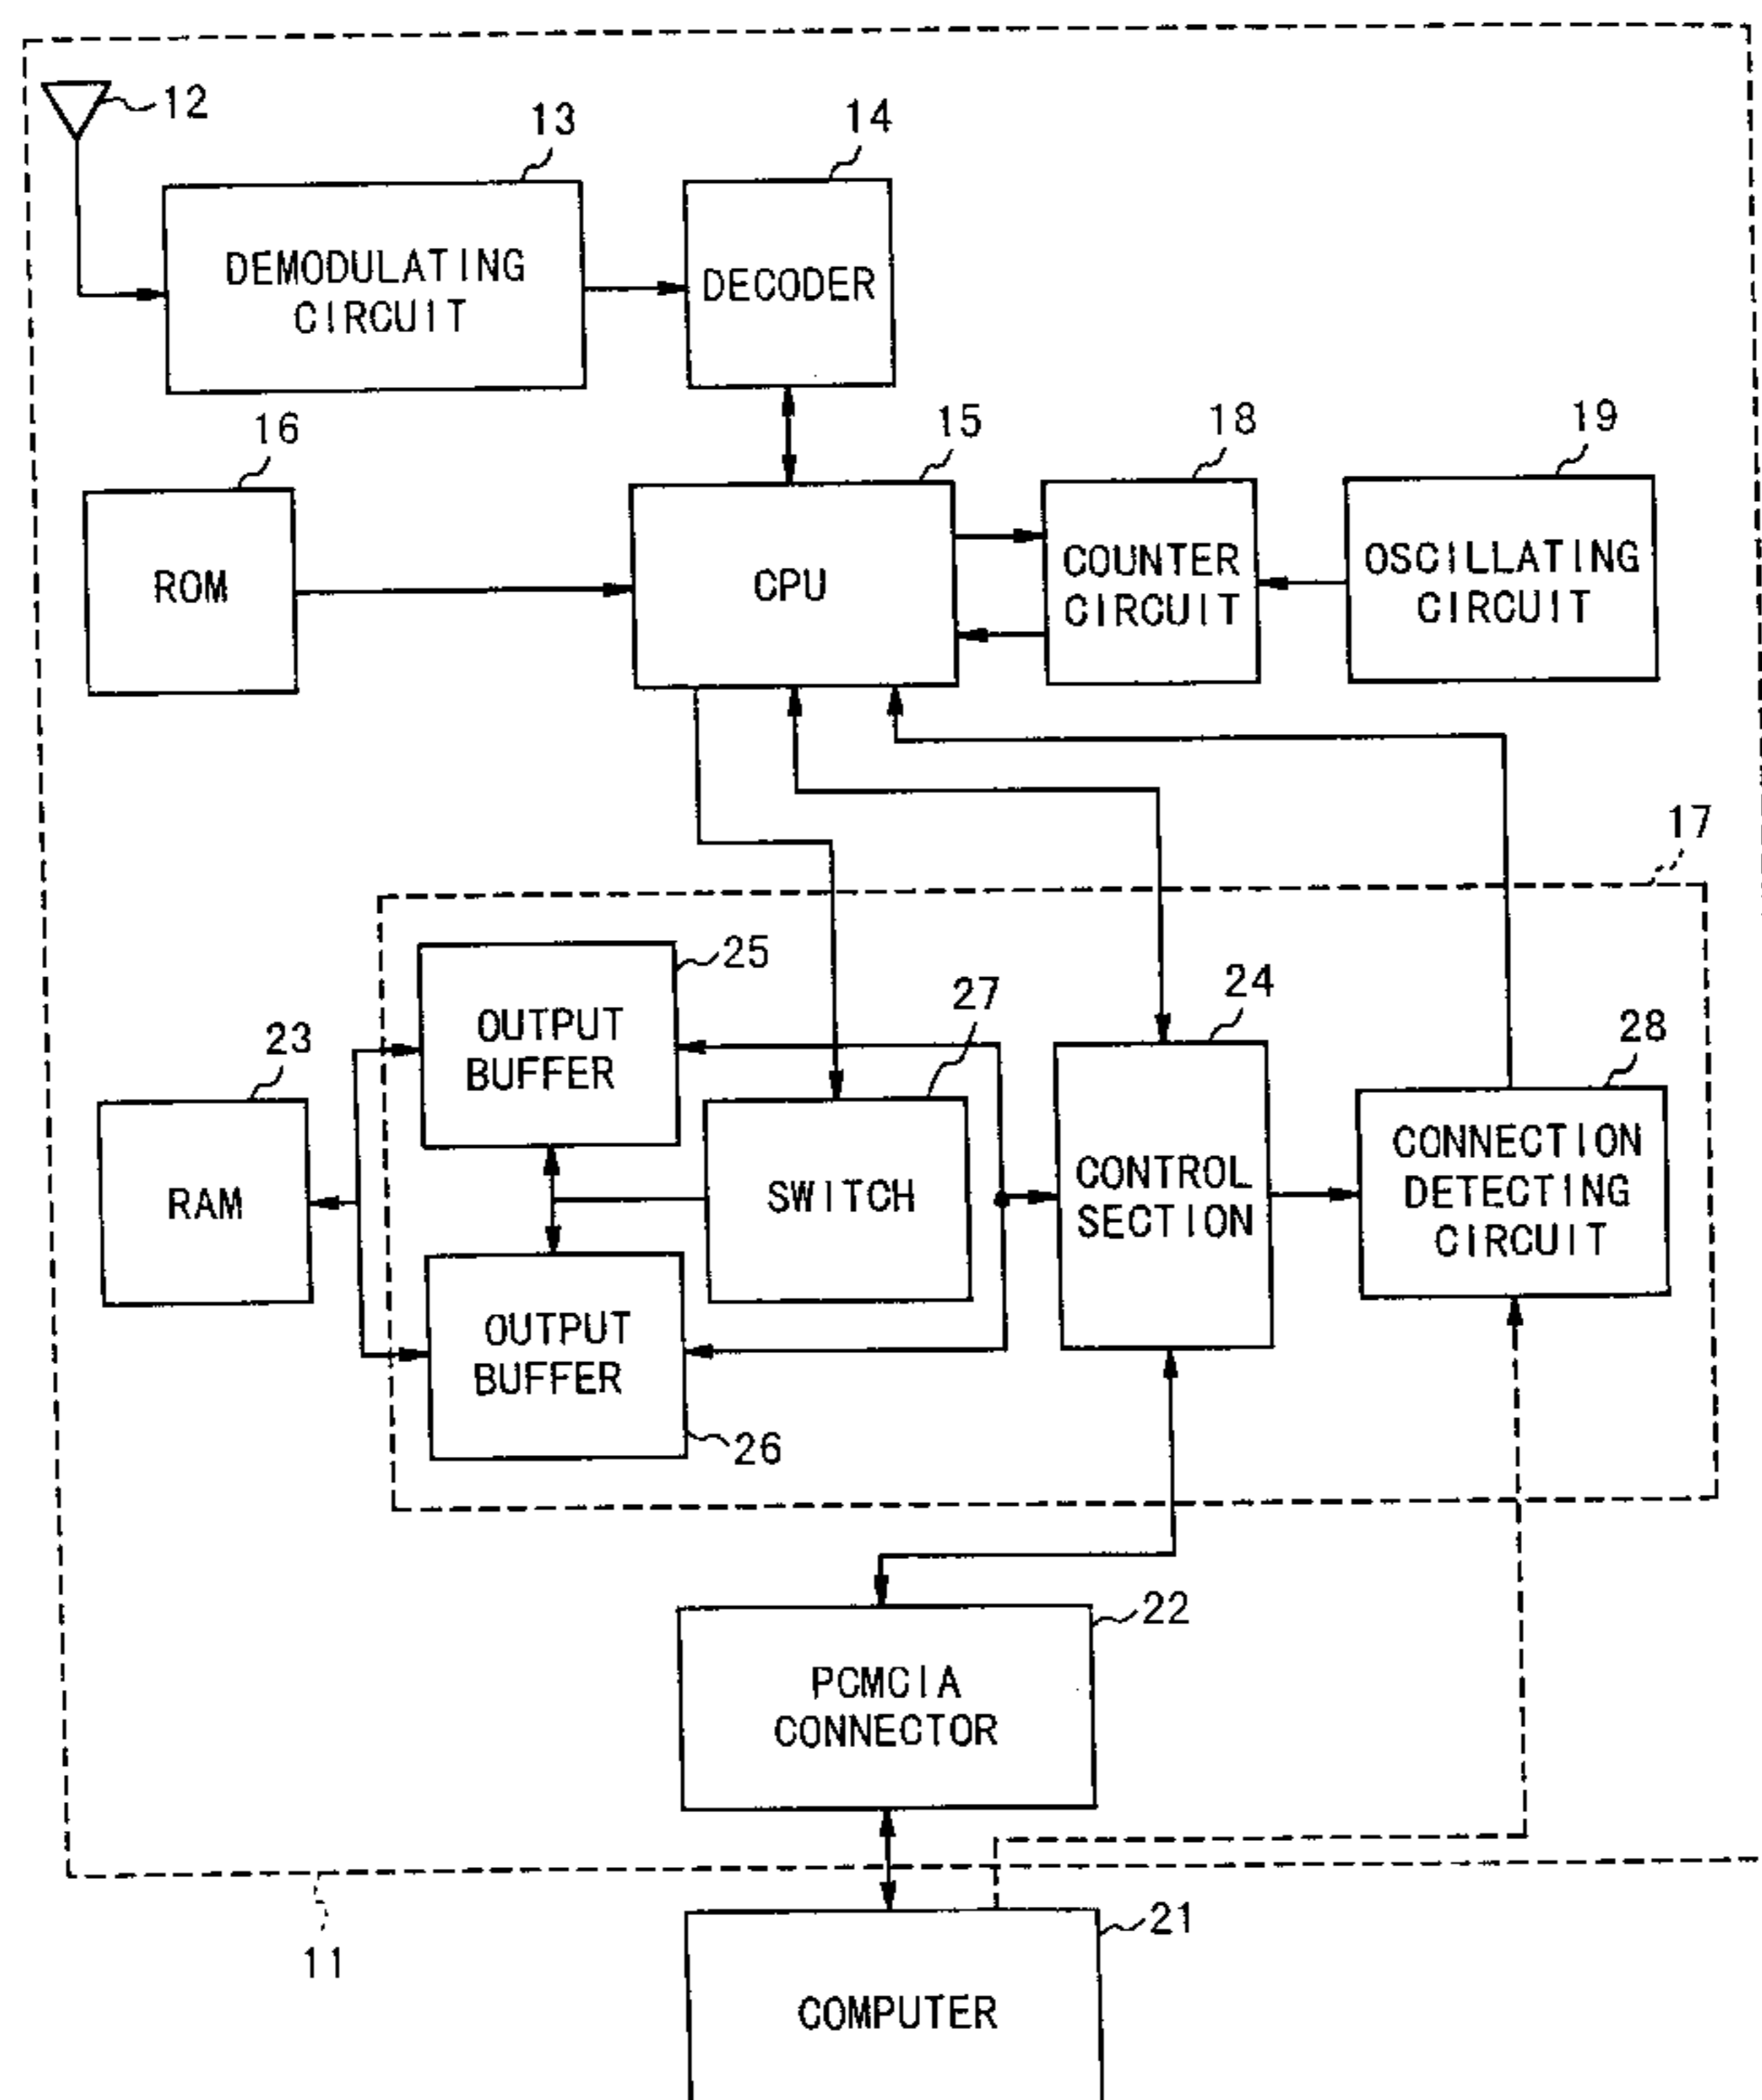 12
13
14
DEMODULATING
CIRCUIT
DECODER
16
15
18
19
ROM
CPU
COUNTER
CIRCUIT
OSCILLATING
CIRCUIT
17
25
27
24
28
23
OUTPUT
BUFFER
RAM
SWITCH
CONTROL
SECTION
CONNECTION
DETECTING
CIRCUIT
OUTPUT
BUFFER
26
22
PCMCIA
CONNECTOR
21
11
COMPUTER